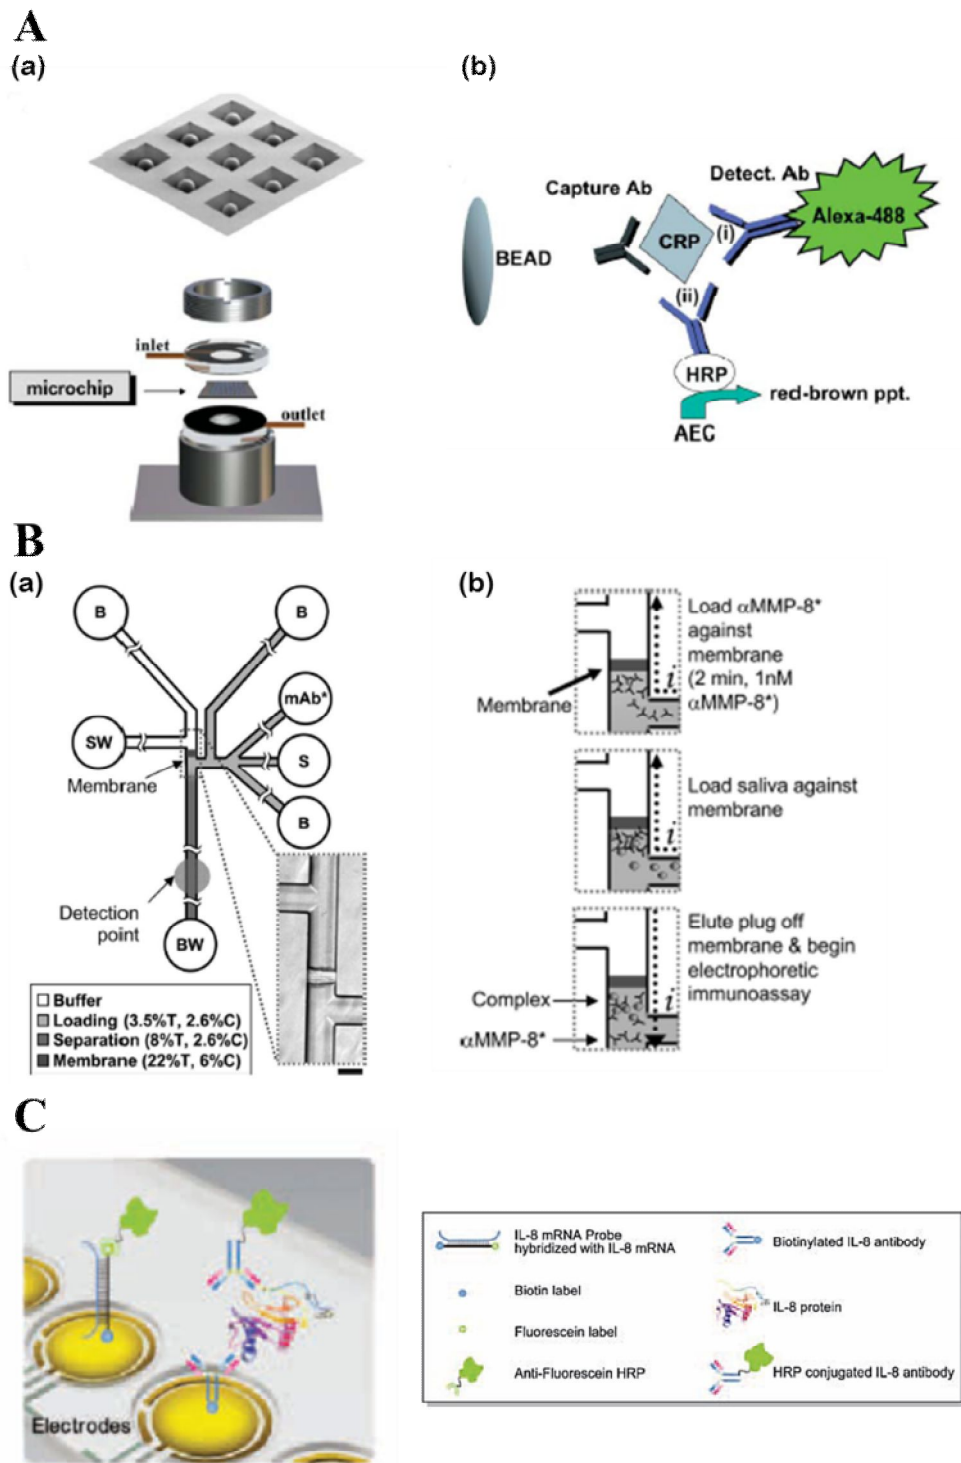 A
(a)
(b)
inlet
microchip
outlet
BEAD
Capture Ab
CRP
Detect. Ab
(i)
Alexa-488
(ii)
HRP
red-brown ppt.
AEC
B
(a)
B
B
mAb*
SW
S
Membrane
B
Detection
point
BW
Buffer
Loading (3.5%T, 2.6%C)
Separation (8%T, 2.6%C)
Membrane (22%T, 6%C)
(b)
Load αMMP-8*
against
membrane
(2 min, 1nM
αMMP-8*)
i
Membrane
Load saliva against
membrane
i
Elute plug off
membrane & begin
electrophoretic
immunoassay
i
Complex
αMMP-8*
C
Electrodes
IL-8 mRNA Probe
hybridized with IL-8 mRNA
Biotin label
Fluorescein label
Anti-Fluorescein HRP
Biotinylated IL-8 antibody
IL-8 protein
HRP conjugated IL-8 antibody